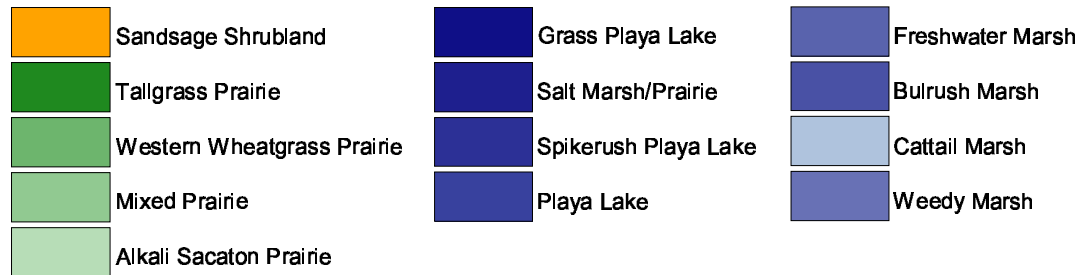 Sandsage Shrubland
Tallgrass Prairie
Western Wheatgrass Prairie
Mixed Prairie
Alkali Sacaton Prairie
Grass Playa Lake
Salt Marsh/Prairie
Spikerush Playa Lake
Playa Lake
Freshwater Marsh
Bulrush Marsh
Cattail Marsh
Weedy Marsh